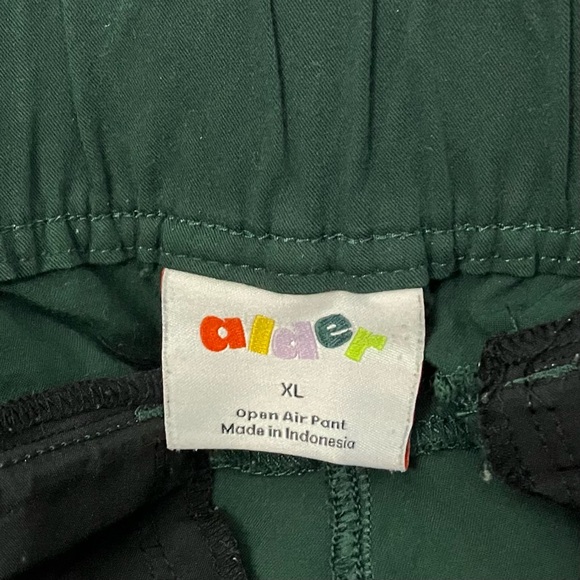 alder
XL
Open Air Pant
Made in Indonesia